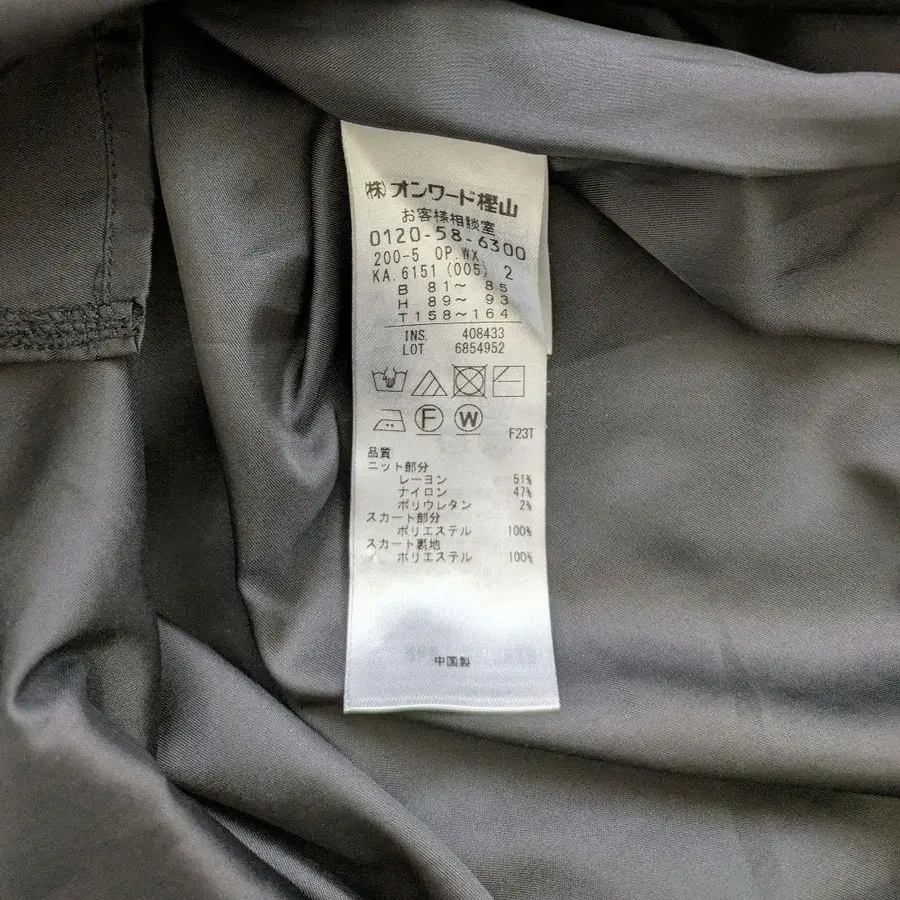 ㈱オンワード樫山
お客様相談室
0120-58-6300
200-5 OP.WX.
KA.6151 (005) 2
B 81～ 85
H 89～ 93
T 158～164
INS. 408433
LOT 6854952
F W F23T
品質
ニット部分
レーヨン 51%
ナイロン 47%
ポリウレタン 2%
スカート部分
ポリエステル 100%
スカート裏地
ポリエステル 100%
中国製